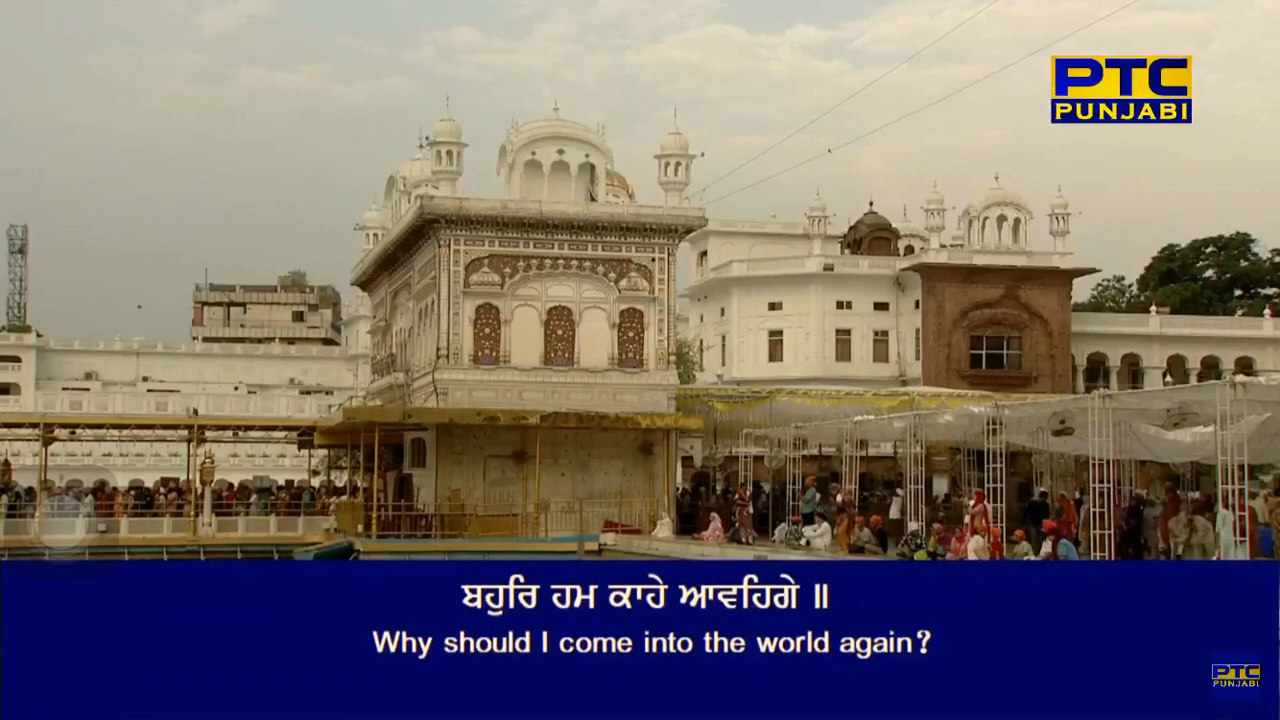 PTC
PUNJABI
ਬਹੁਰਿ ਹਮ ਕਾਹੇ ਆਵਹਿਗੇ ॥
Why should I come into the world again?
PTC
PUNJABI